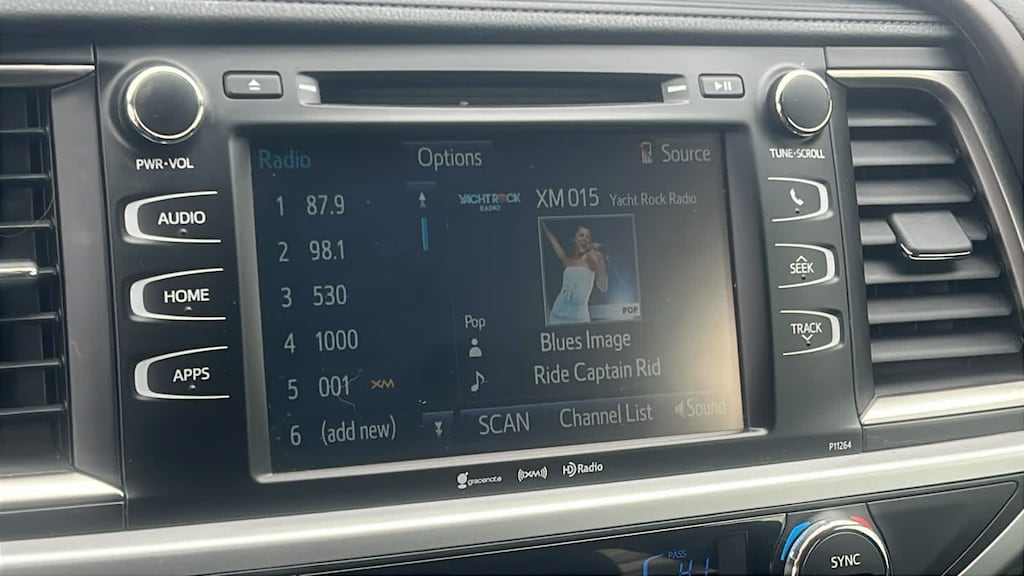 PWR•VOL
TUNE•SCROLL
AUDIO
HOME
APPS
SEEK
TRACK
Radio
Options
Source
1 87.9
2 98.1
3 530
4 1000
5 001 XM
6 (add new)
YACHT ROCK
RADIO
XM 015 Yacht Rock Radio
POP
Pop
Blues Image
Ride Captain Rid
SCAN
Channel List
Sound
P11264
gracenote
((XM))
HD Radio
PASS
SYNC